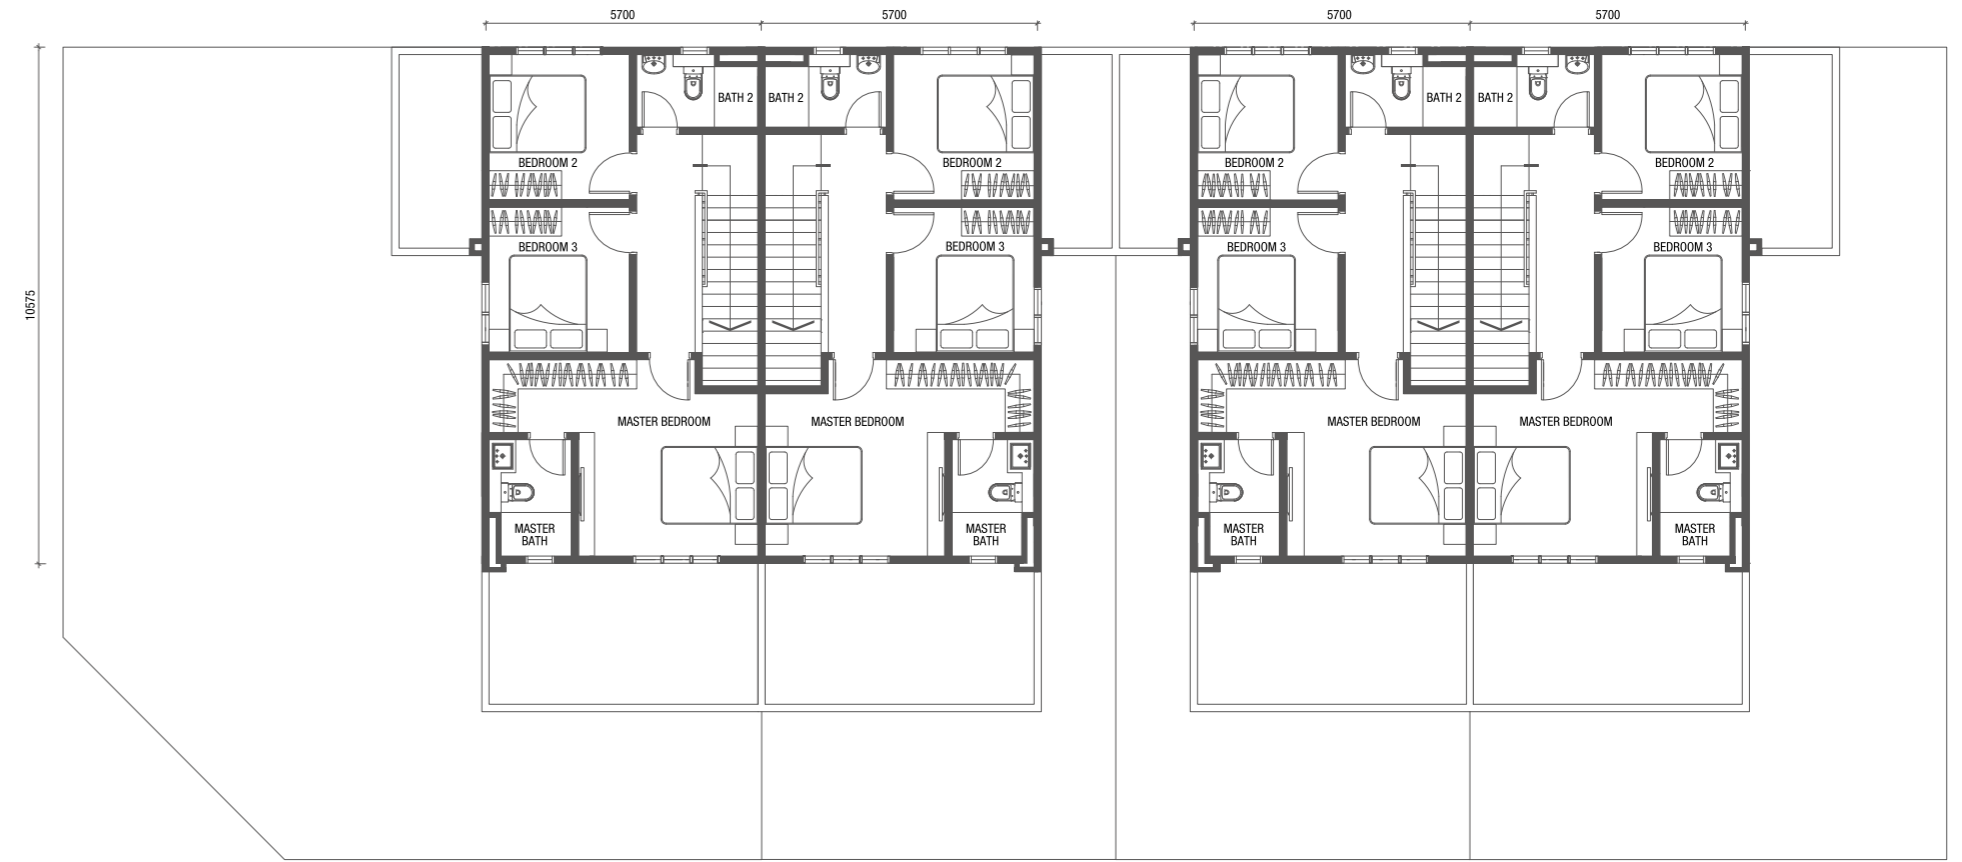 5700 5700 5700 5700
BATH 2 BATH 2 BATH 2 BATH 2
BEDROOM 2 BEDROOM 2 BEDROOM 2 BEDROOM 2
BEDROOM 3 BEDROOM 3 BEDROOM 3 BEDROOM 3
10575
MASTER BEDROOM MASTER BEDROOM MASTER BEDROOM MASTER BEDROOM
MASTER MASTER MASTER MASTER
BATH BATH BATH BATH